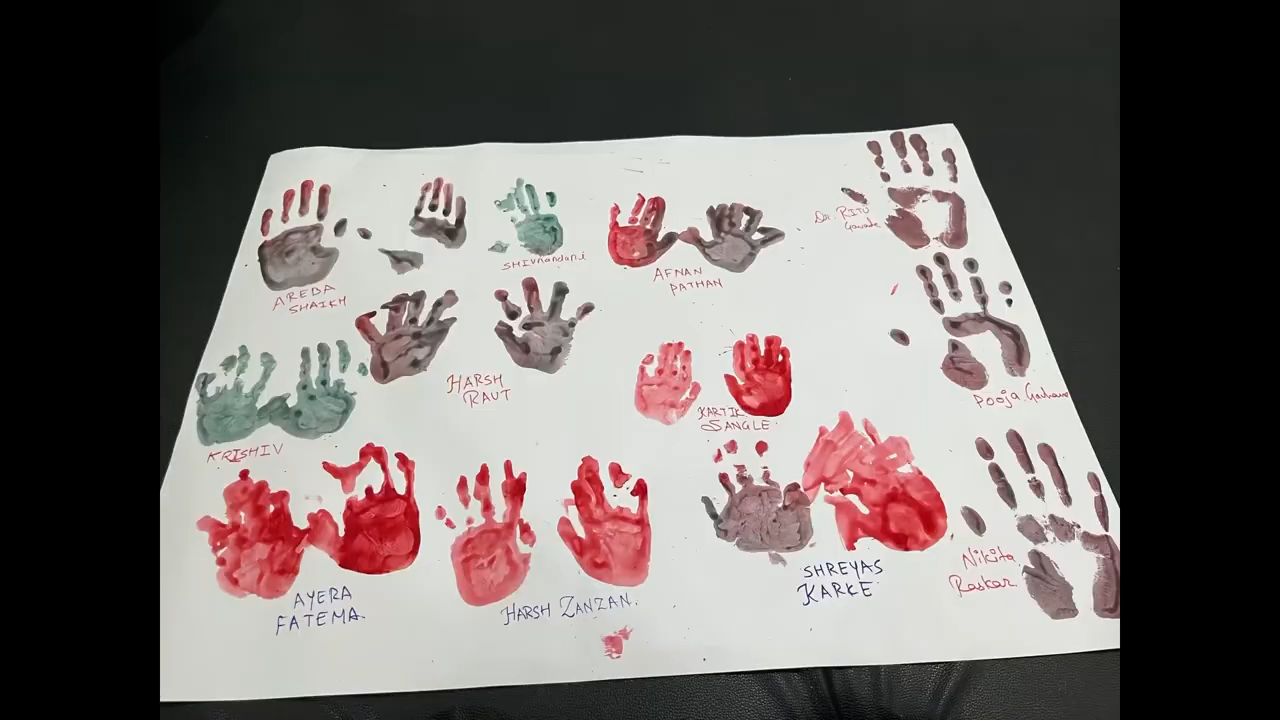 Dr. RITU
Gawade
SHIVnandani
AREBA
SHAIKH
AFNAN
PATHAN
HARSH
RAUT
Pooja
KARTIK
SANGLE
KRISHIV
Nikita
Raskar
SHREYAS
KARKE
AYERA
FATEMA
HARSH ZANZAN.